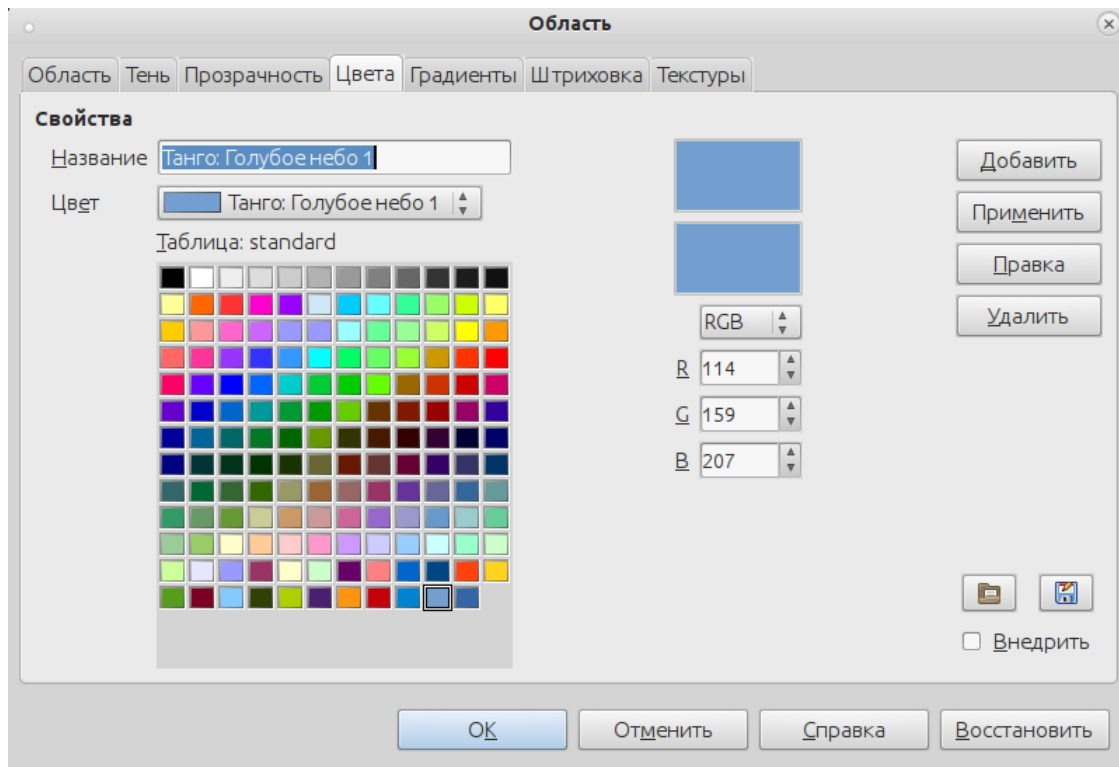 Область
Область Тень Прозрачность Цвета Градиенты Штриховка Текстуры
Свойства
Название Танго: Голубое небо 1
Цвет Танго: Голубое небо 1
Таблица: standard
RGB
R 114
G 159
B 207
Добавить
Применить
Правка
Удалить
Внедрить
OK Отменить Справка Восстановить